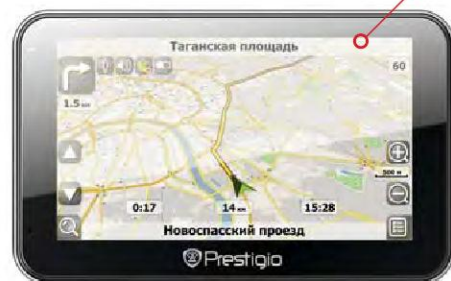 Таганская площадь
60
1.5 км
500 м
0:17 14 км 15:28
Новоспасский проезд
Prestigio